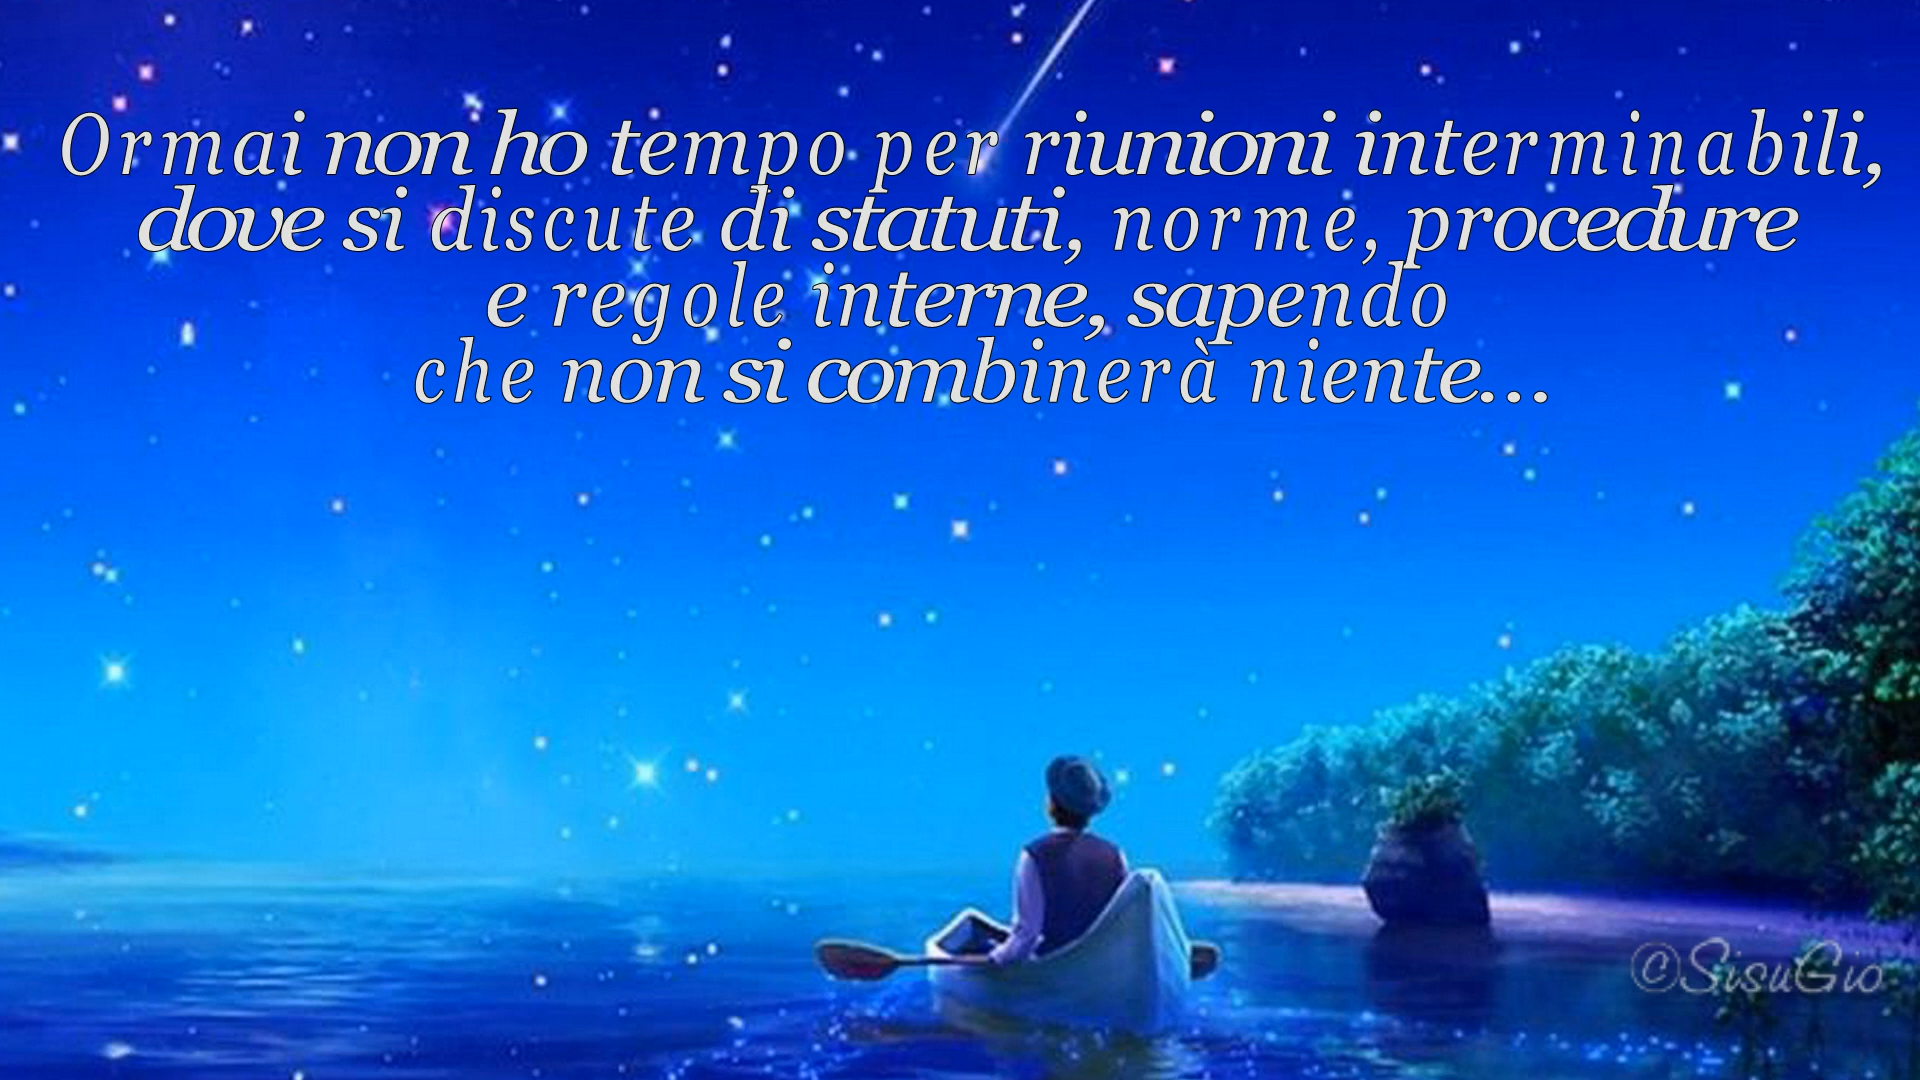 Ormai non ho tempo per riunioni interminabili,
dove si discute di statuti, norme, procedure
e regole interne, sapendo
che non si combinerà niente...
©SisuGio